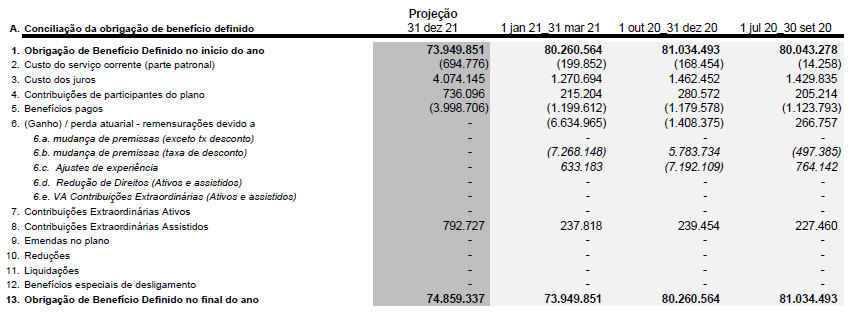 Projeção
A. Conciliação da obrigação de benefício definido 31 dez 21 1 jan 21_31 mar 21 1 out 20_31 dez 20 1 jul 20_30 set 20
1. Obrigação de Benefício Definido no início do ano 73.949.851 80.260.564 81.034.493 80.043.278
2. Custo do serviço corrente (parte patronal) (694.776) (199.852) (168.454) (14.258)
3. Custo dos juros 4.074.145 1.270.694 1.462.452 1.429.835
4. Contribuições de participantes do plano 736.096 215.204 280.572 205.214
5. Benefícios pagos (3.998.706) (1.199.612) (1.179.578) (1.123.793)
6. (Ganho) / perda atuarial - remensurações devido a - (6.634.965) (1.408.375) 266.757
6.a. mudança de premissas (exceto tx desconto) - - - -
6.b. mudança de premissas (taxa de desconto) - (7.268.148) 5.783.734 (497.385)
6.c. Ajustes de experiência - 633.183 (7.192.109) 764.142
6.d. Redução de Direitos (Ativos e assistidos) - - - -
6.e. VA Contribuições Extraordinárias (Ativos e assistidos) - - - -
7. Contribuições Extraordinárias Ativos - - - -
8. Contribuições Extraordinárias Assistidos 792.727 237.818 239.454 227.460
9. Emendas no plano - - - -
10. Reduções - - - -
11. Liquidações - - - -
12. Benefícios especiais de desligamento - - - -
13. Obrigação de Benefício Definido no final do ano 74.859.337 73.949.851 80.260.564 81.034.493